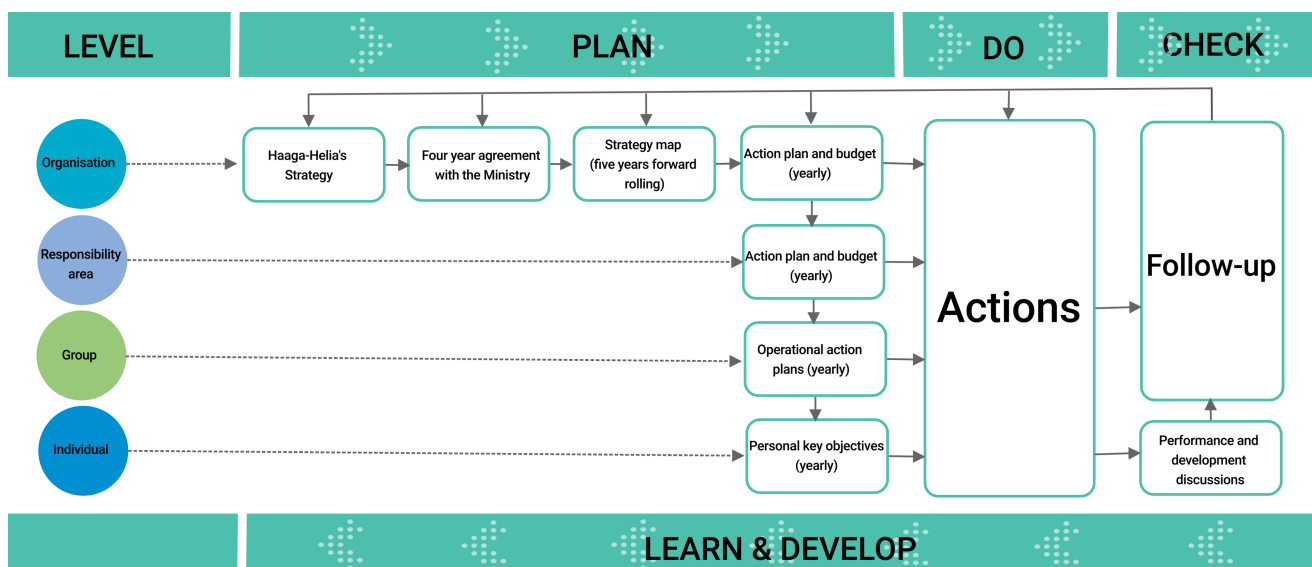 LEVEL
PLAN
DO
CHECK
Organisation
Haaga-Helia's
Strategy
Four year agreement
with the Ministry
Strategy map
(five years forward
rolling)
Action plan and budget
(yearly)
Responsibility
area
Action plan and budget
(yearly)
Group
Operational action
plans (yearly)
Individual
Personal key objectives
(yearly)
Actions
Follow-up
Performance and
development
discussions
LEARN & DEVELOP